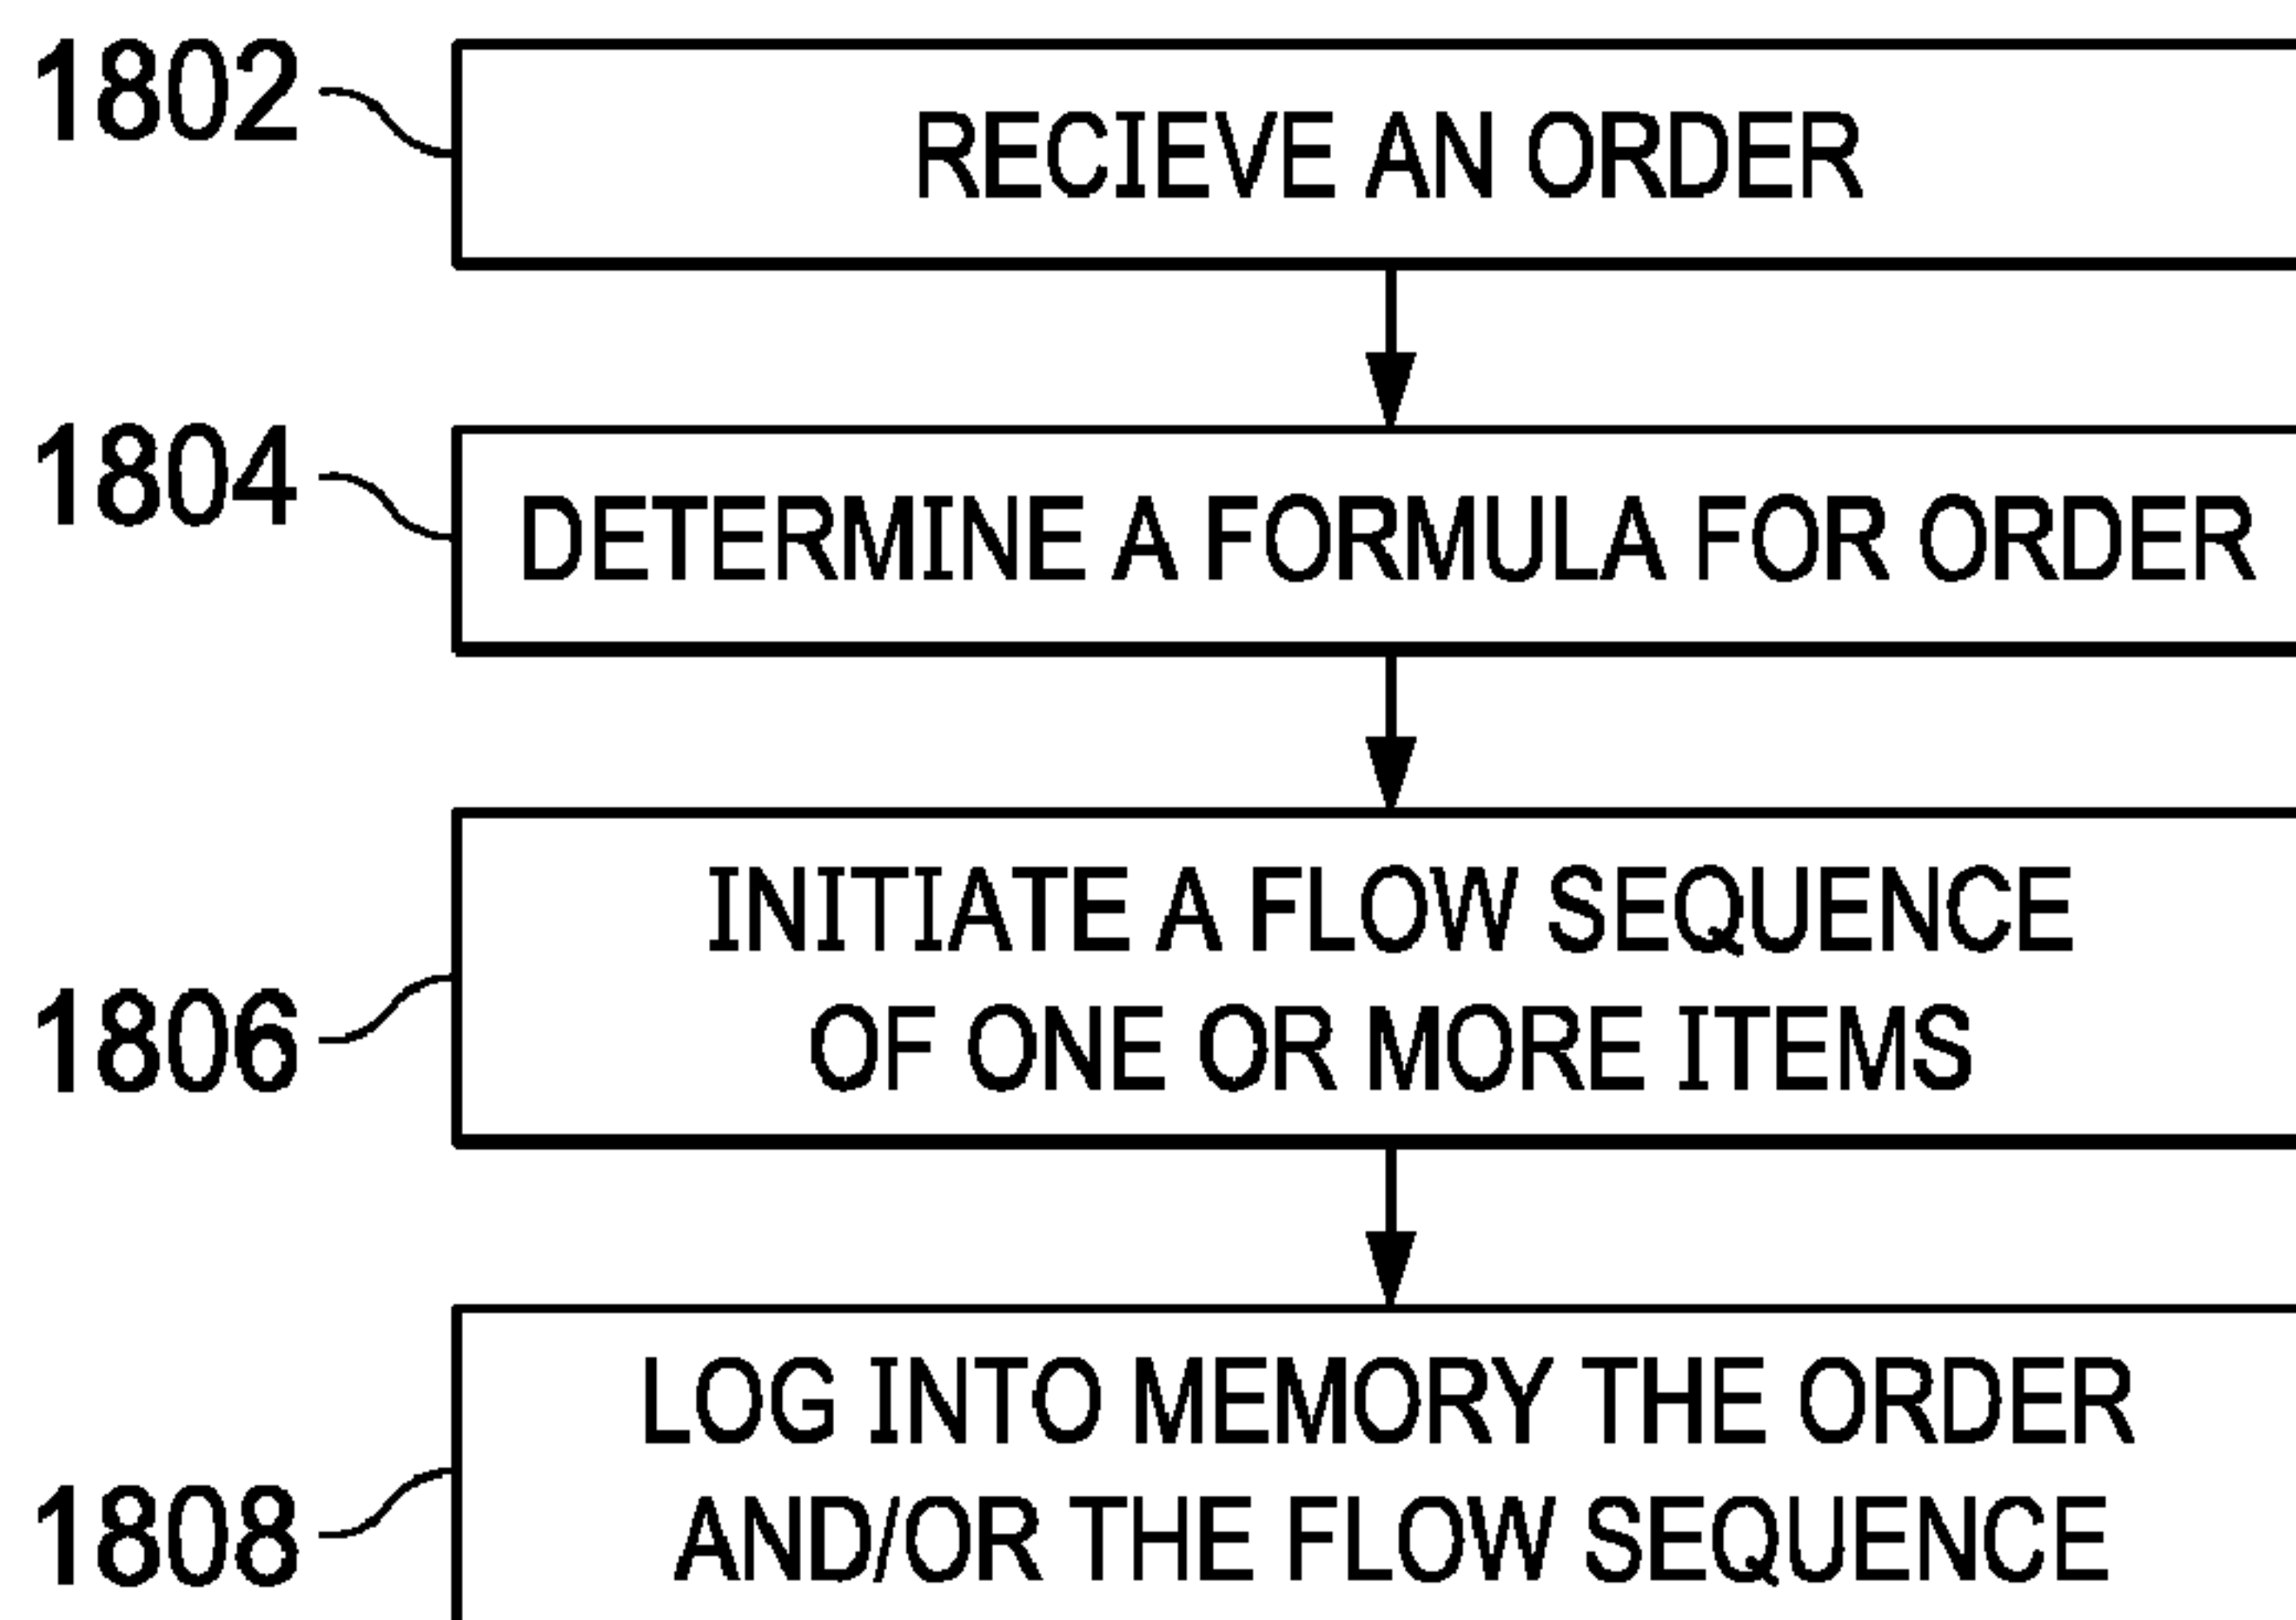 1802
RECIEVE AN ORDER
1804
DETERMINE A FORMULA FOR ORDER
INITIATE A FLOW SEQUENCE
1806
OF ONE OR MORE ITEMS
LOG INTO MEMORY THE ORDER
1808
AND/OR THE FLOW SEQUENCE